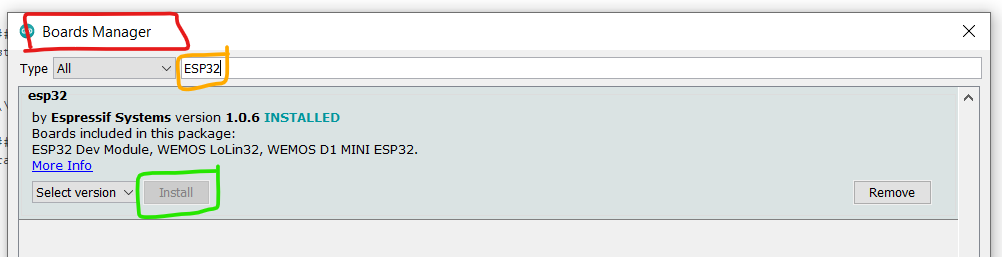 Boards Manager
Type All ESP32
esp32
by Espressif Systems version 1.0.6 INSTALLED
Boards included in this package:
ESP32 Dev Module, WEMOS LoLin32, WEMOS D1 MINI ESP32.
More Info
Select version Install Remove